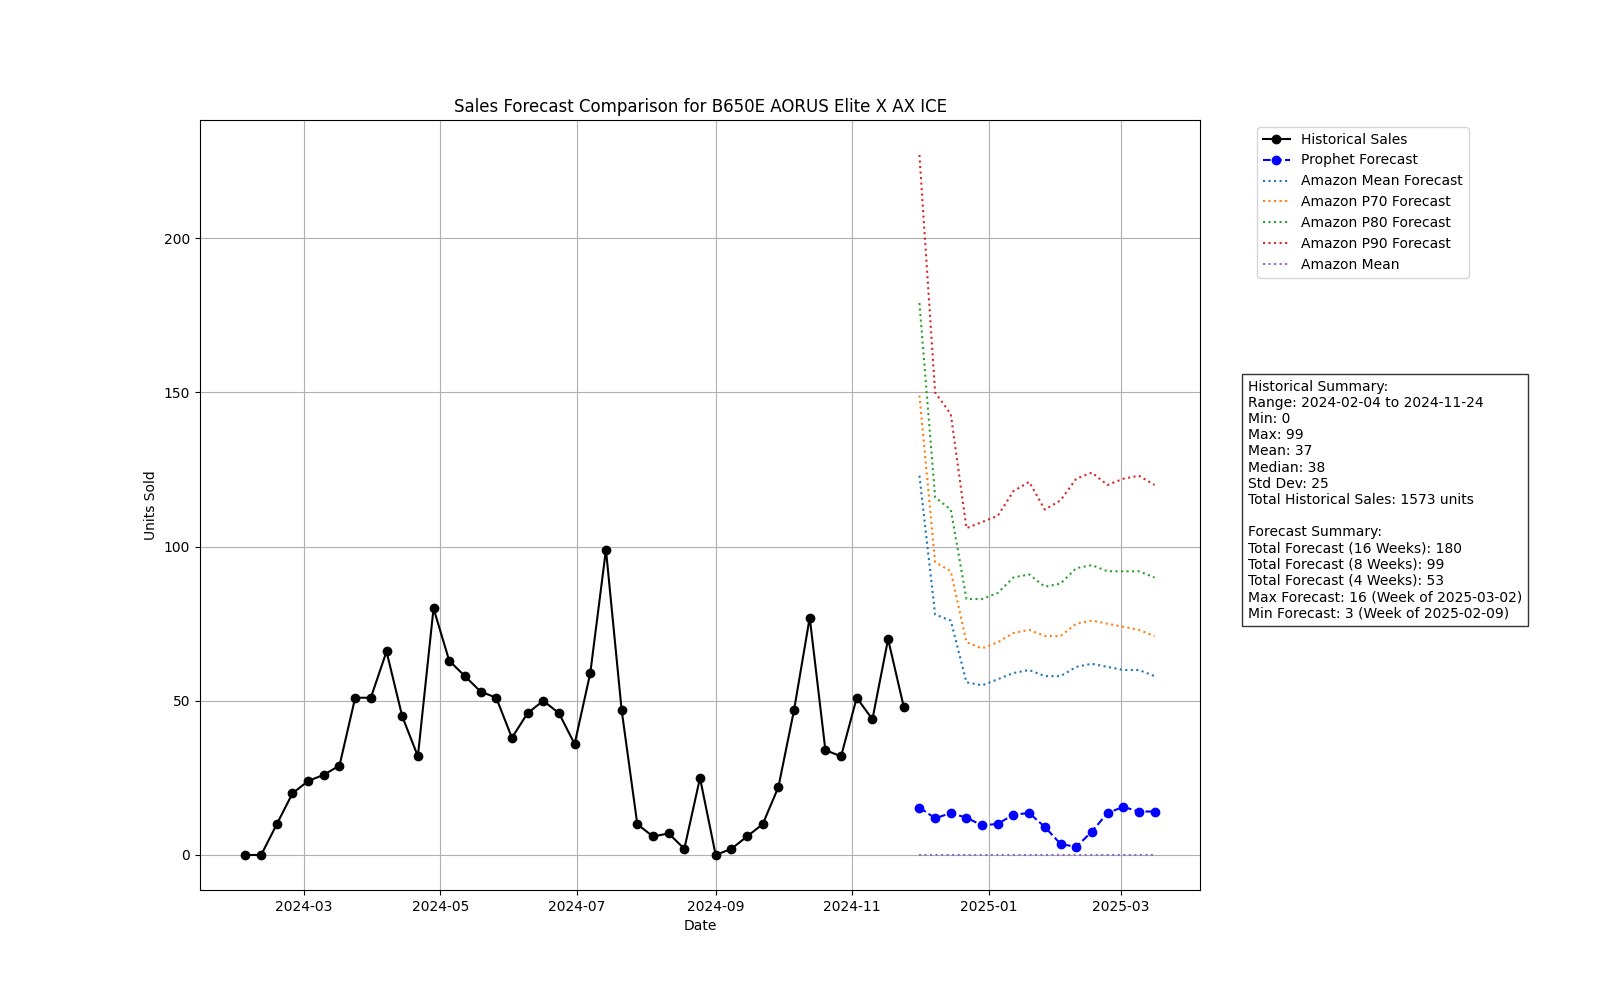 Sales Forecast Comparison for B650E AORUS Elite X AX ICE
Historical Sales
Prophet Forecast
Amazon Mean Forecast
Amazon P70 Forecast
Amazon P80 Forecast
Amazon P90 Forecast
Amazon Mean
200
150
100
50
0
Units Sold
2024-03
2024-05
2024-07
2024-09
2024-11
2025-01
2025-03
Date
Historical Summary:
Range: 2024-02-04 to 2024-11-24
Min: 0
Max: 99
Mean: 37
Median: 38
Std Dev: 25
Total Historical Sales: 1573 units
Forecast Summary:
Total Forecast (16 Weeks): 180
Total Forecast (8 Weeks): 99
Total Forecast (4 Weeks): 53
Max Forecast: 16 (Week of 2025-03-02)
Min Forecast: 3 (Week of 2025-02-09)